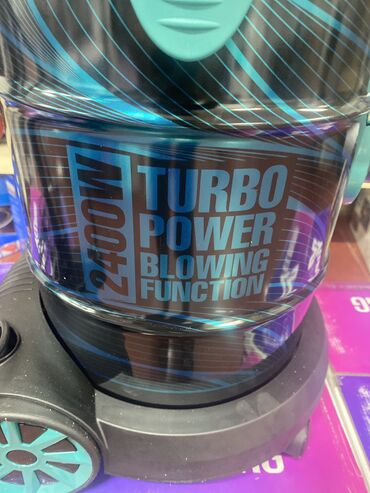 2400W
TURBO
POWER
BLOWING
FUNCTION